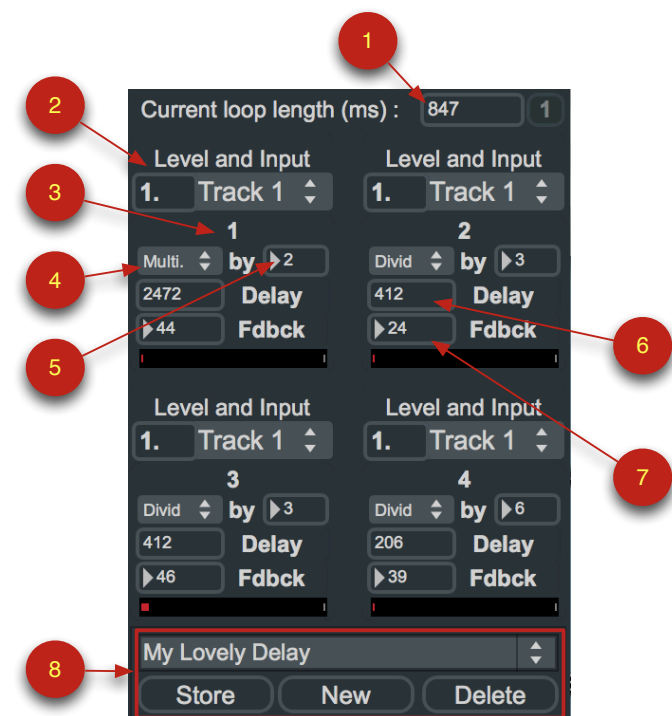 1
Current loop length (ms) : 847 1
2
Level and Input Level and Input
1. Track 1 1. Track 1
3
1 2
4
Multi. by 2 Divid by 3
2472 Delay 412 Delay
44 Fdbck 24 Fdbck
5
6
Level and Input Level and Input
1. Track 1 1. Track 1
7
3 4
Divid by 3 Divid by 6
412 Delay 206 Delay
46 Fdbck 39 Fdbck
8
My Lovely Delay
Store New Delete